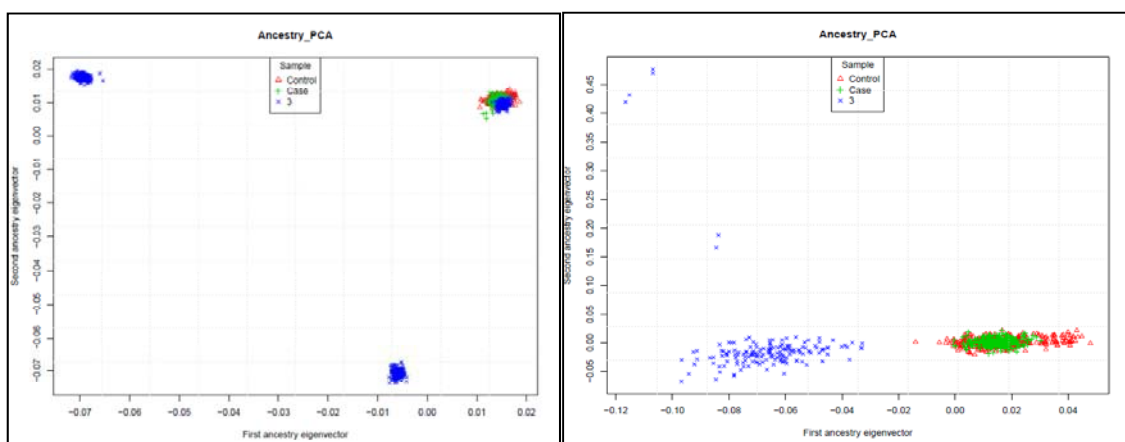 Ancestry_PCA
Sample
Control
Case
3
Second ancestry eigenvector
0.02
0.01
0.00
−0.01
−0.02
−0.03
−0.04
−0.05
−0.06
−0.07
−0.07 −0.06 −0.05 −0.04 −0.03 −0.02 −0.01 0.00 0.01 0.02
First ancestry eigenvector
Ancestry_PCA
Sample
Control
Case
3
Second ancestry eigenvector
0.45
0.40
0.35
0.30
0.25
0.20
0.15
0.10
0.05
0.00
−0.05
−0.12 −0.10 −0.08 −0.06 −0.04 −0.02 0.00 0.02 0.04
First ancestry eigenvector